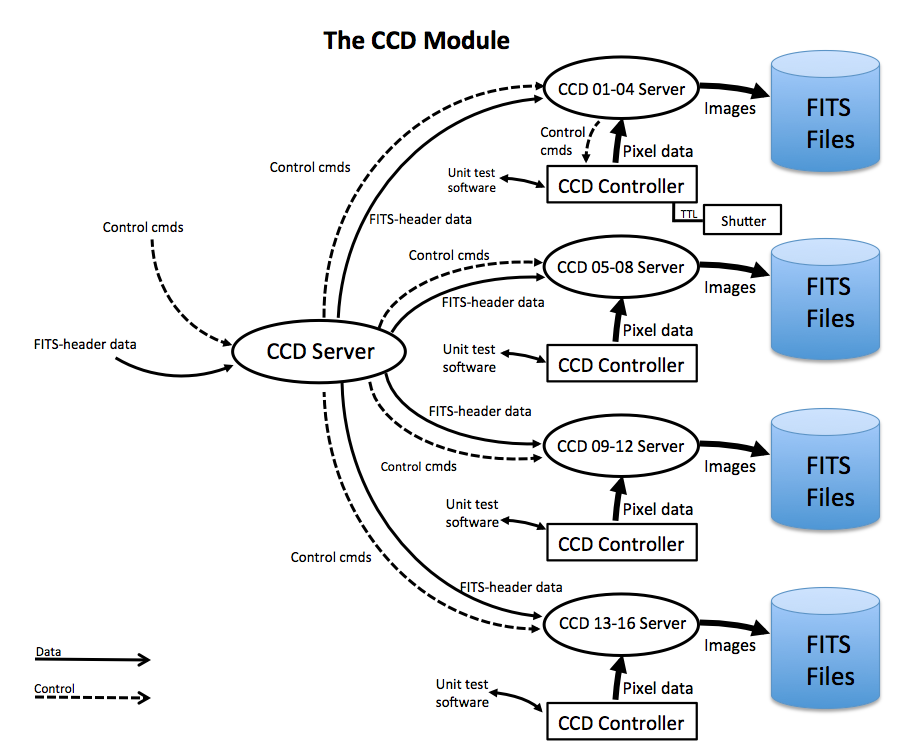 The CCD Module
CCD 01-04 Server
Images
FITS
Files
Control
cmds
Pixel data
Control cmds
Unit test
software
CCD Controller
FITS-header data
TTL
Shutter
Control cmds
Control cmds
CCD 05-08 Server
Images
FITS
Files
FITS-header data
Pixel data
FITS-header data
CCD Server
Unit test
software
CCD Controller
FITS-header data
CCD 09-12 Server
Images
FITS
Files
Control cmds
Unit test
software
Pixel data
CCD Controller
Control cmds
FITS-header data
CCD 13-16 Server
Images
FITS
Files
Data
Control
Unit test
software
Pixel data
CCD Controller